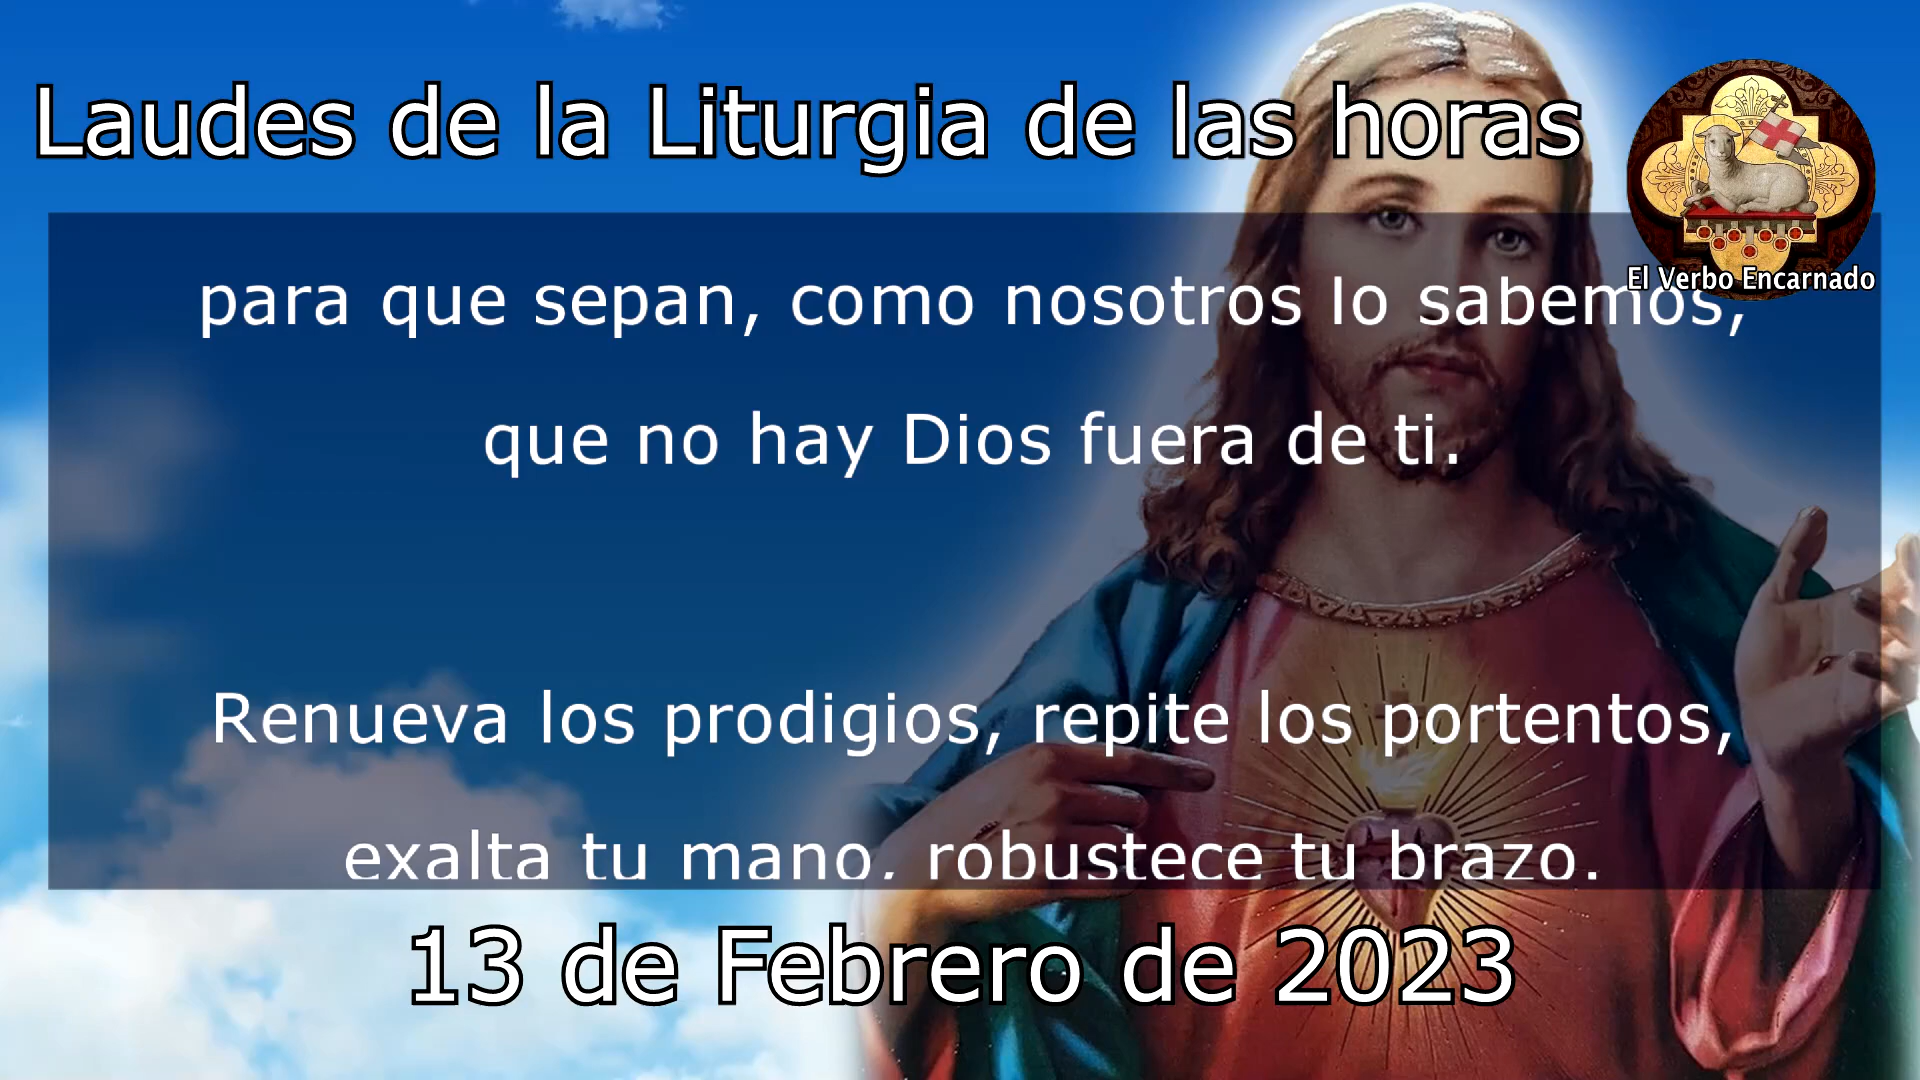 Laudes de la Liturgia de las horas
El Verbo Encarnado
para que sepan, como nosotros lo sabemos,
que no hay Dios fuera de ti.
Renueva los prodigios, repite los portentos,
exalta tu mano, robustece tu brazo.
13 de Febrero de 2023